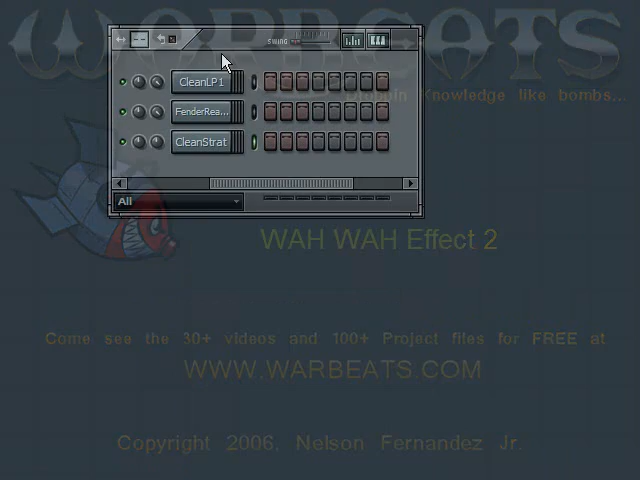 WARBEATS
SWING
CleanLP1
Droppin Knowledge like bombs...
FenderRea...
CleanStrat
All
WAH WAH Effect 2
Come see the 30+ videos and 100+ Project files for FREE at
WWW.WARBEATS.COM
Copyright 2006, Nelson Fernandez Jr.